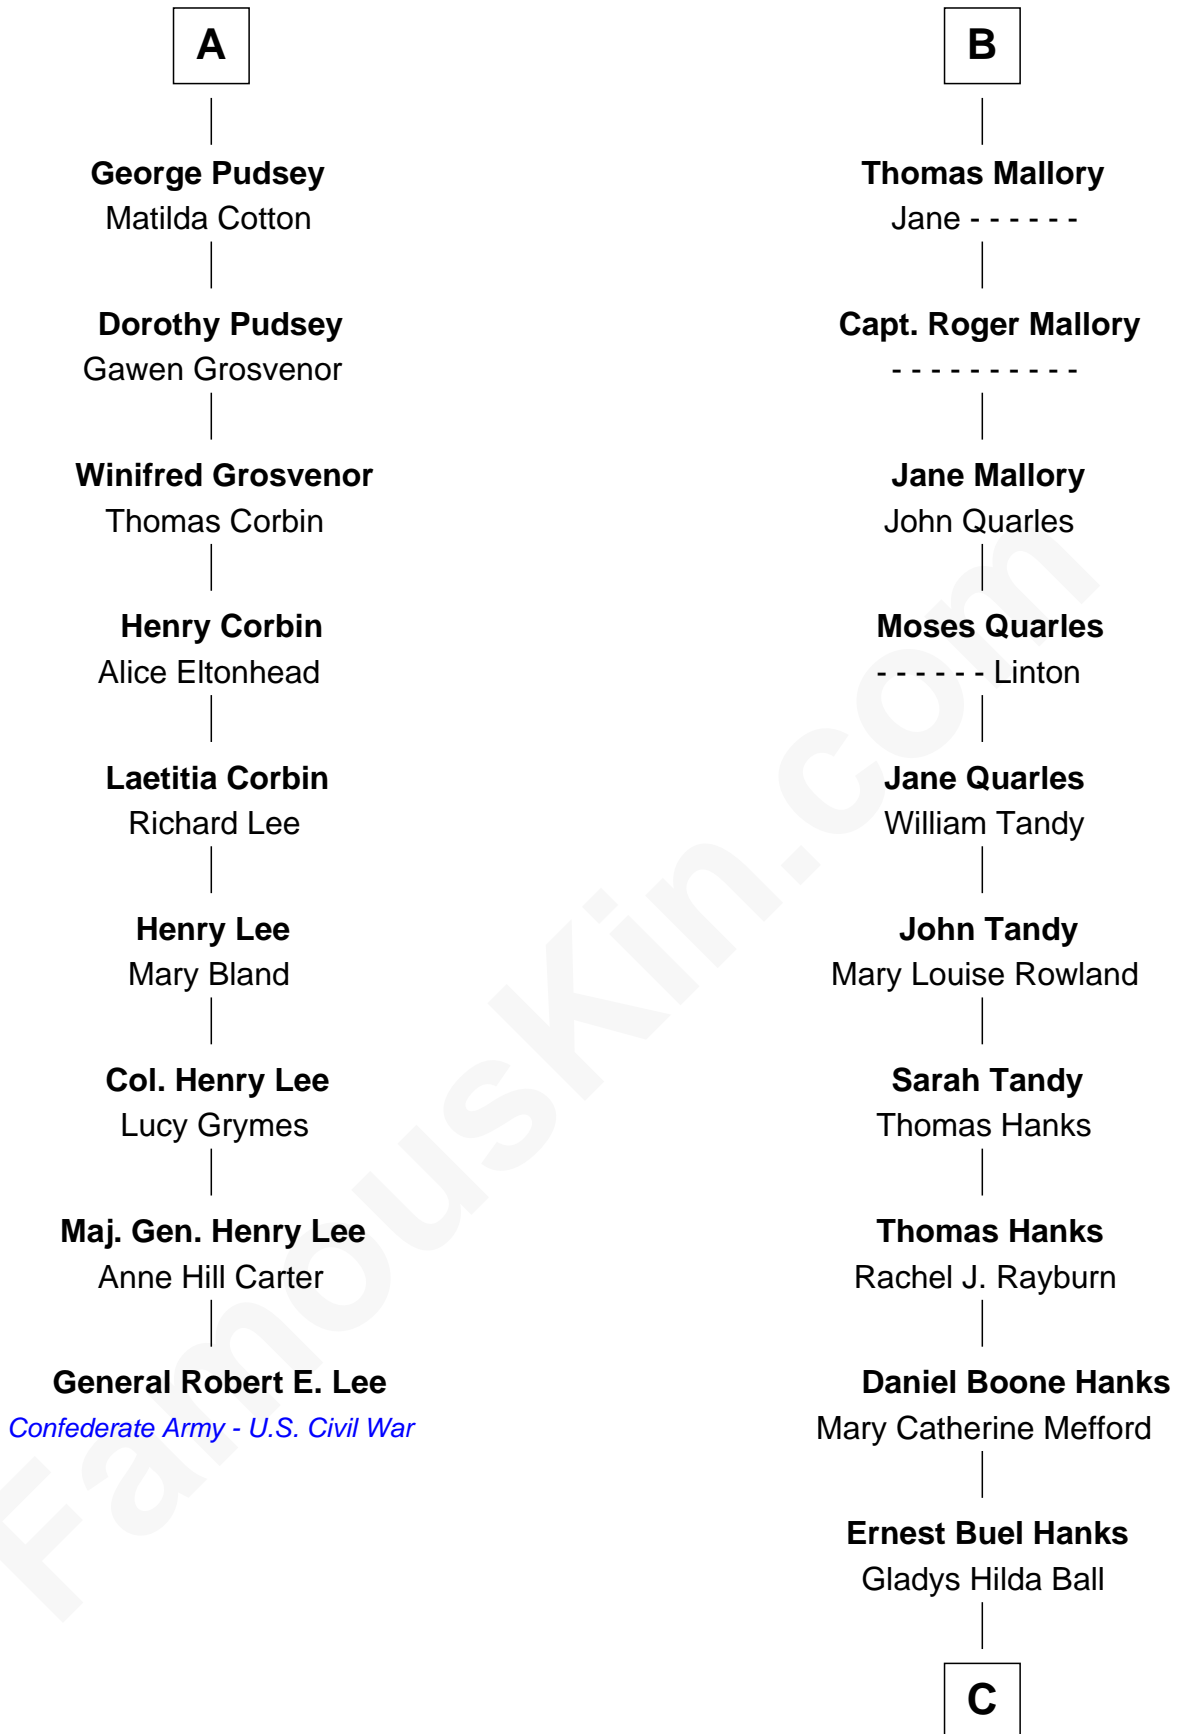 A
George Pudsey
Matilda Cotton
Dorothy Pudsey
Gawen Grosvenor
Winifred Grosvenor
Thomas Corbin
Henry Corbin
Alice Eltonhead
Laetitia Corbin
Richard Lee
Henry Lee
Mary Bland
Col. Henry Lee
Lucy Grymes
Maj. Gen. Henry Lee
Anne Hill Carter
General Robert E. Lee
Confederate Army - U.S. Civil War
B
Thomas Mallory
Jane - - - - - -
Capt. Roger Mallory
- - - - - - - - - -
Jane Mallory
John Quarles
Moses Quarles
- - - - - - Linton
Jane Quarles
William Tandy
John Tandy
Mary Louise Rowland
Sarah Tandy
Thomas Hanks
Thomas Hanks
Rachel J. Rayburn
Daniel Boone Hanks
Mary Catherine Mefford
Ernest Buel Hanks
Gladys Hilda Ball
C
FamousKin.com